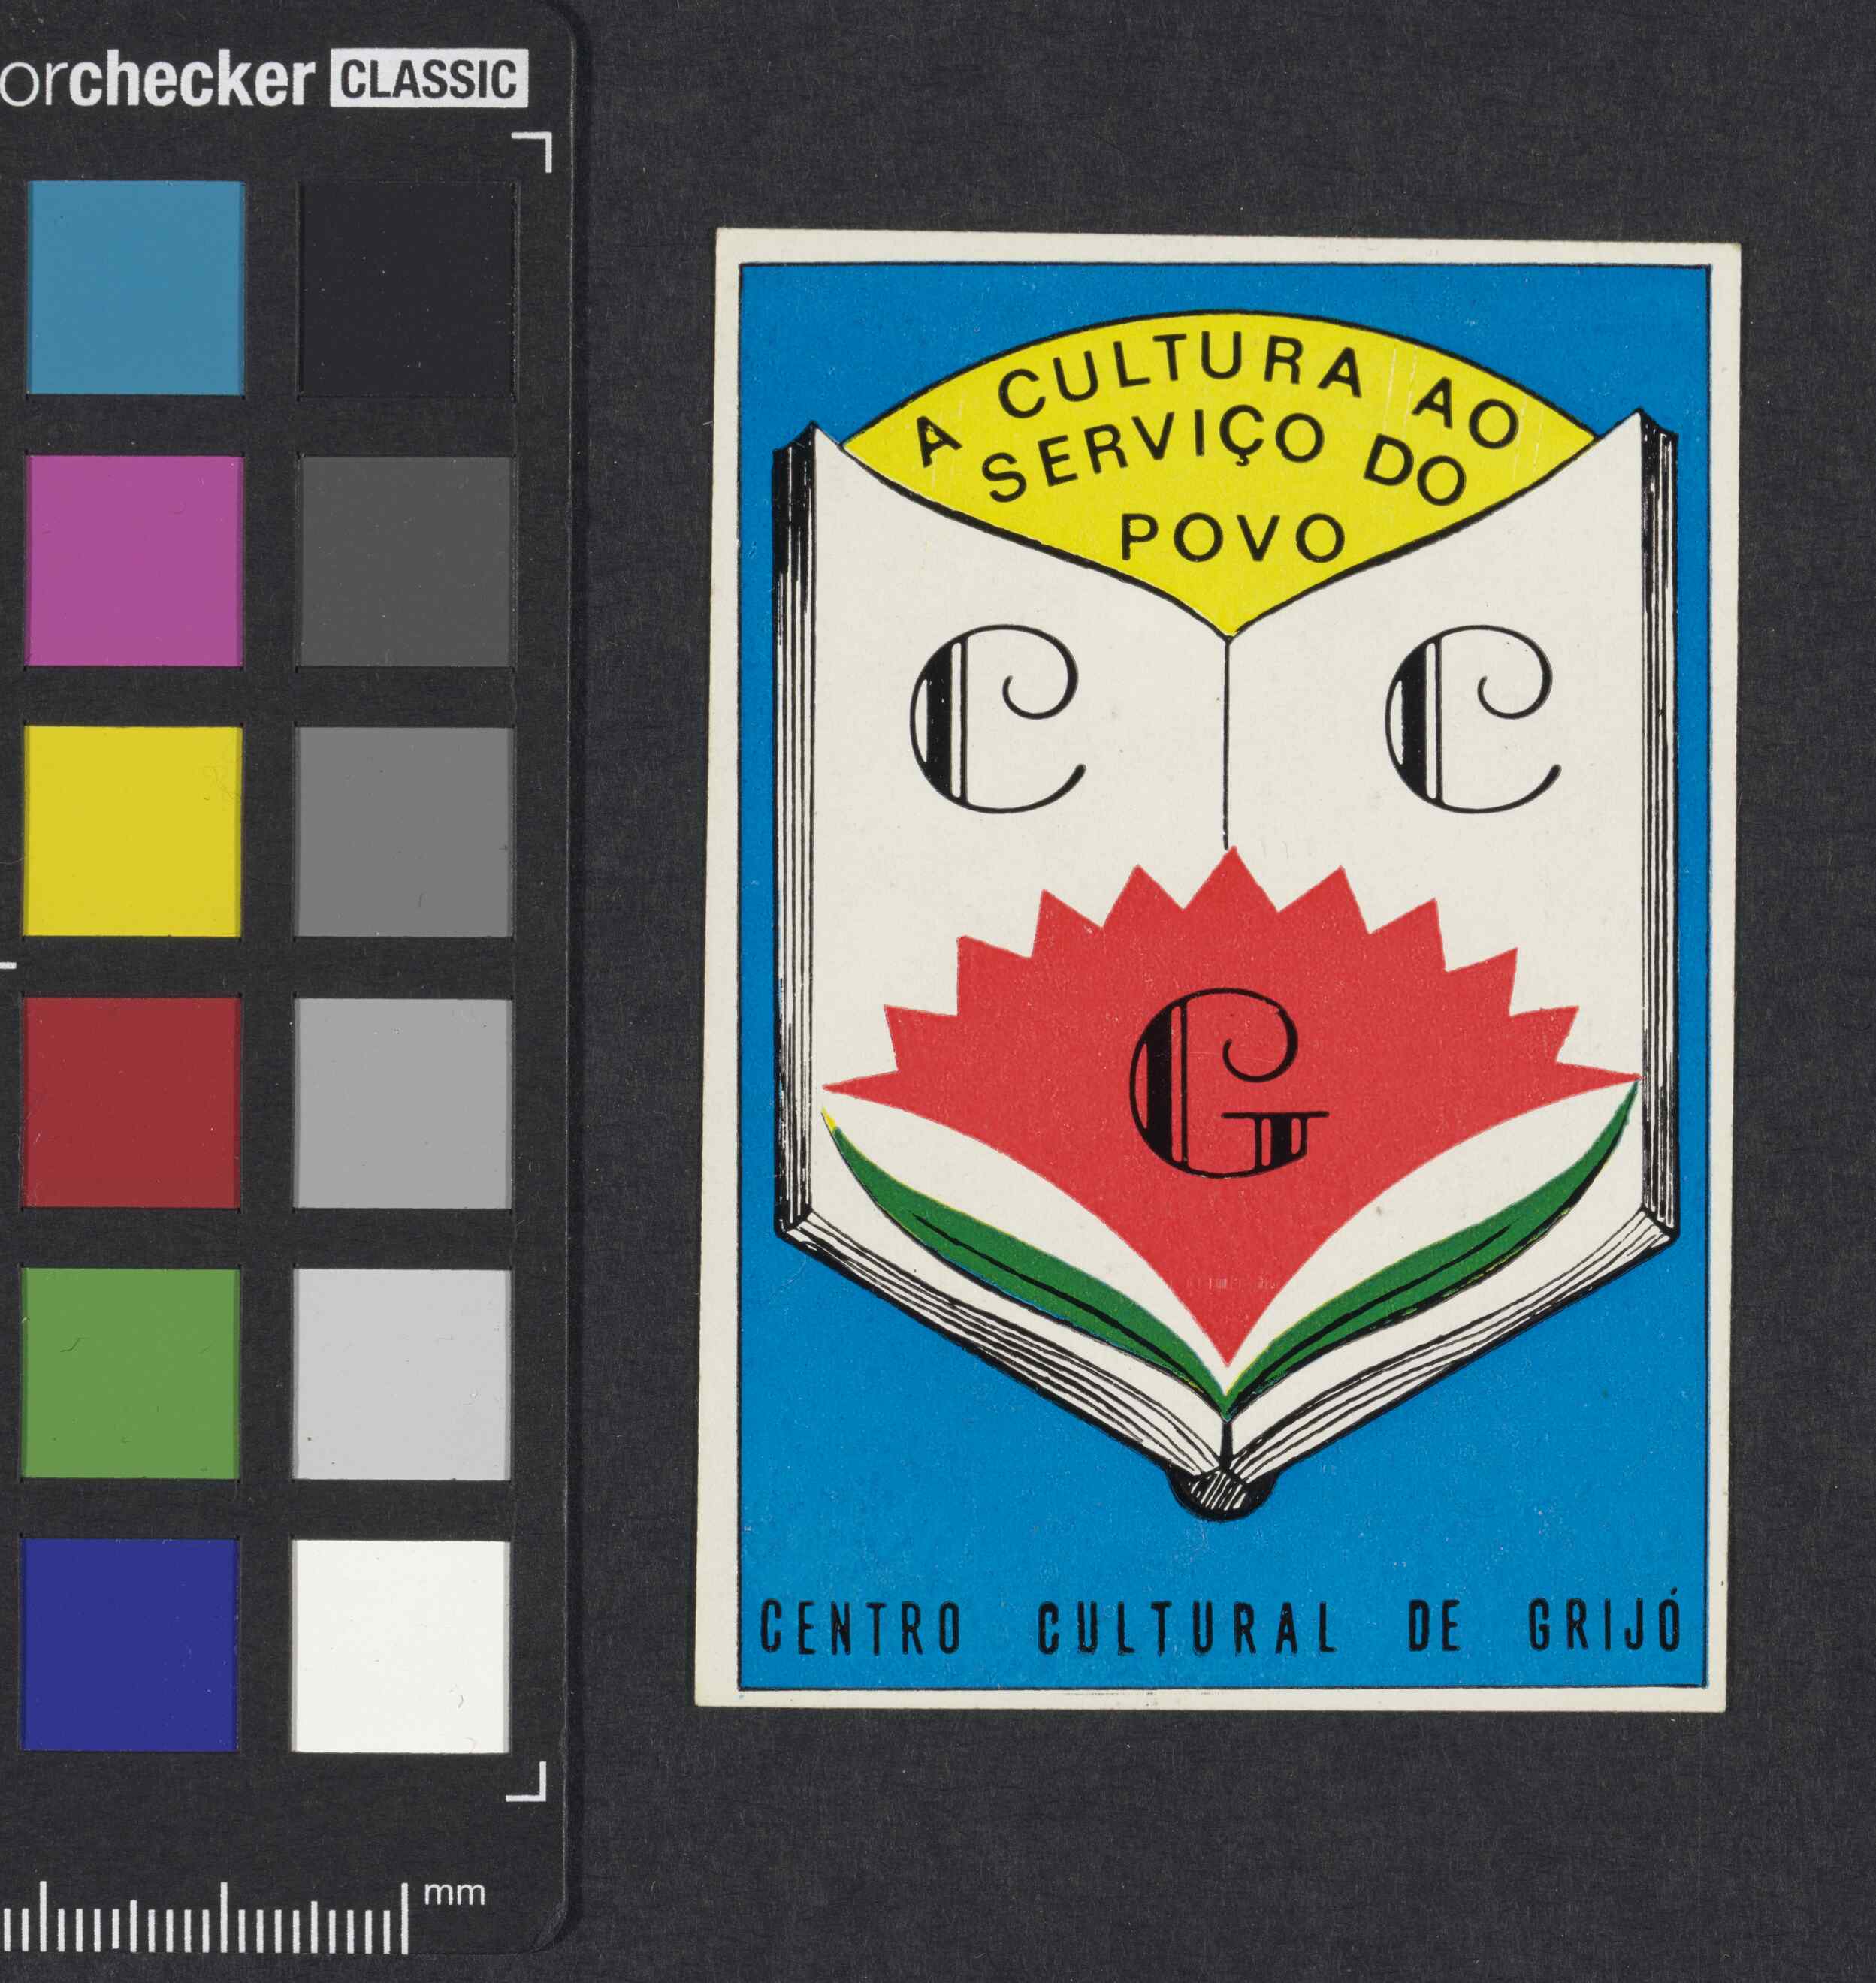 orchecker CLASSIC
A CULTURA AO
SERVIÇO DO
POVO
C C
G
CENTRO CULTURAL DE GRIJÓ
mm